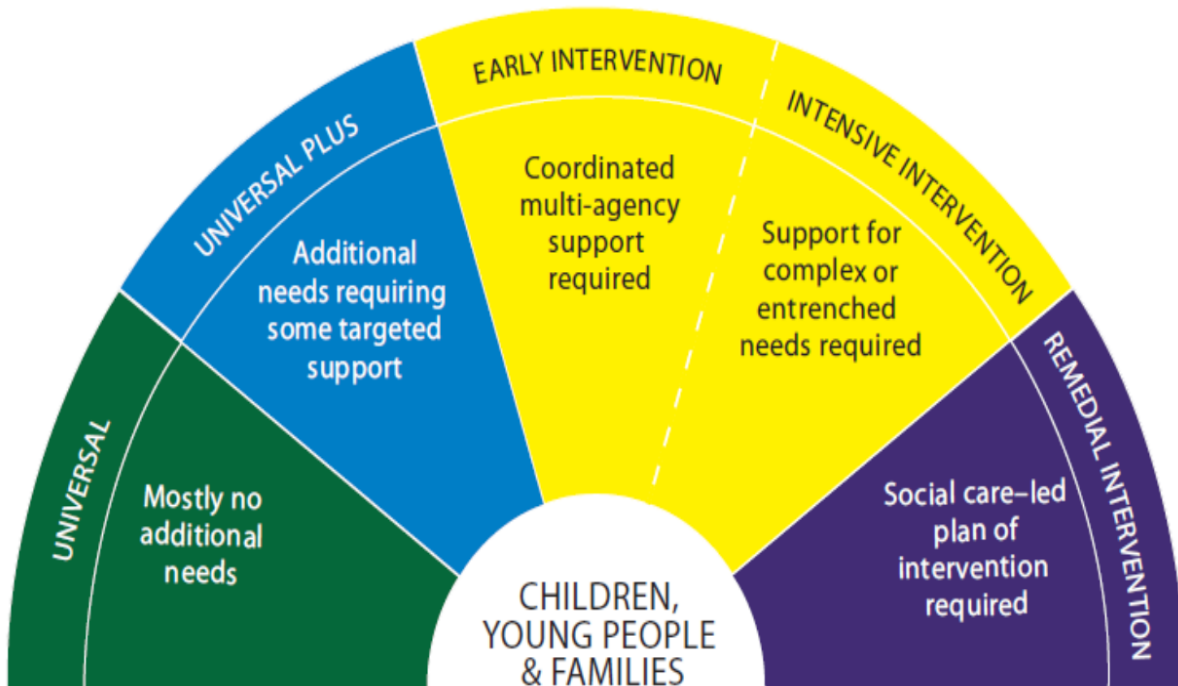 UNIVERSAL
Mostly no
additional
needs
UNIVERSAL PLUS
Additional
needs requiring
some targeted
support
EARLY INTERVENTION
Coordinated
multi-agency
support
required
INTENSIVE INTERVENTION
Support for
complex or
entrenched
needs required
REMEDIAL INTERVENTION
Social care–led
plan of
intervention
required
CHILDREN,
YOUNG PEOPLE
& FAMILIES